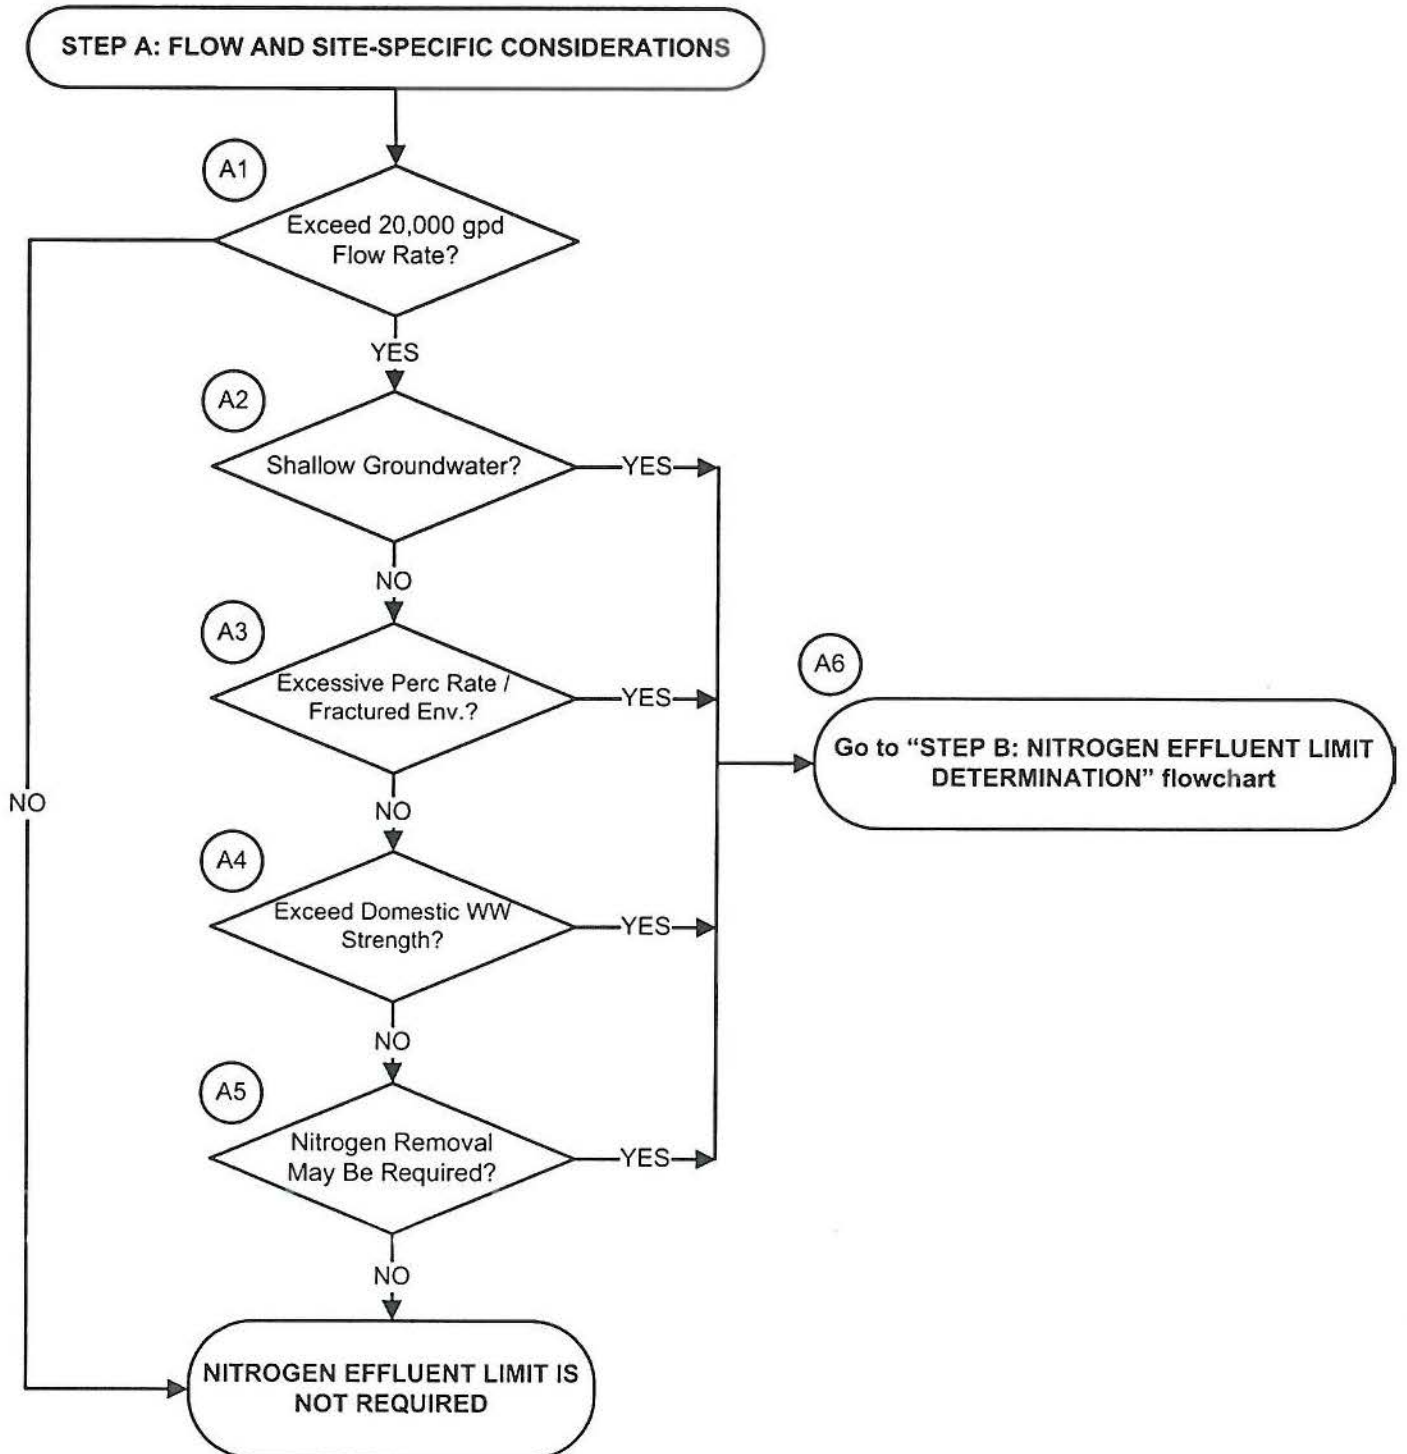 STEP A: FLOW AND SITE-SPECIFIC CONSIDERATIONS
A1
Exceed 20,000 gpd
Flow Rate?
YES
A2
Shallow Groundwater?
YES
NO
A3
Excessive Perc Rate /
Fractured Env.?
YES
A6
Go to “STEP B: NITROGEN EFFLUENT LIMIT
DETERMINATION” flowchart
NO
NO
A4
Exceed Domestic WW
Strength?
YES
NO
A5
Nitrogen Removal
May Be Required?
YES
NO
NITROGEN EFFLUENT LIMIT IS
NOT REQUIRED